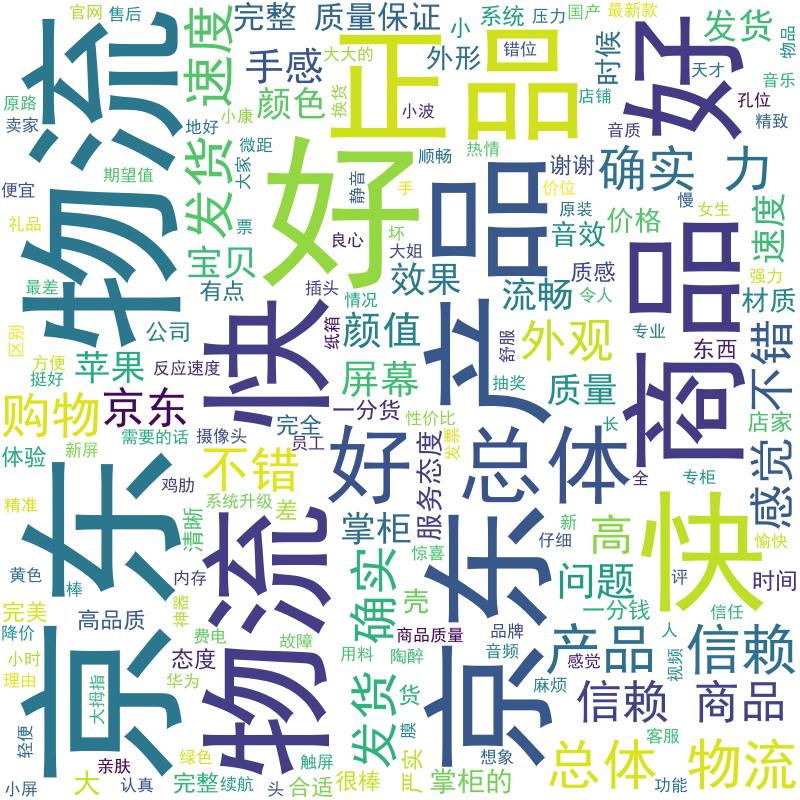 官网
售后
速度
完整
质量保证
小
系统
压力
国产
最新款
发货
物品
物流
手感
大大的
正品
外形
错位
时候
好
天才
音乐
原路
颜色
换货
小波
店铺
孔位
卖家
地好
小康
音质
精致
期望值
发货
微距
大家
顺畅
热情
谢谢
确实
力
便宜
静音
手
价位
慢
女生
礼品
票
好
品
原装
价格
速度
宝贝
良心
坏
音效
大姐
最差
有点
插头
情况
效果
流畅
质感
令人
商品
强力
材质
区别
公司
快
纸箱
颜值
产
舒服
外观
专业
东西
不错
方便
挺好
苹果
反应速度
屏幕
抽奖
质量
购物
京东
一分货
性价比
店家
需要的话
摄像头
完全
员工
好
发票
总体
长
体验
新屏
不错
服务态度
全
专柜
感觉
京东
鸡肋
系统升级
差
精准
清晰
物流
掌柜
惊喜
京东
新
仔细
高
快
愉快
黄色
棒
内存
确实
壳
问题
评
时间
完美
高品质
神器
费电
故障
商品质量
品牌
一分钱
信任
降价
小时
态度
用料
陶醉
音频
产品
感觉
人
信赖
理由
大拇指
华为
发货
货
麻烦
视频
信赖
商品
轻便
绿色
触屏
膜
想象
客服
亲肤
严实
总体
物流
小屏
大
认真
完整
续航
头
合适
很棒
掌柜的
功能